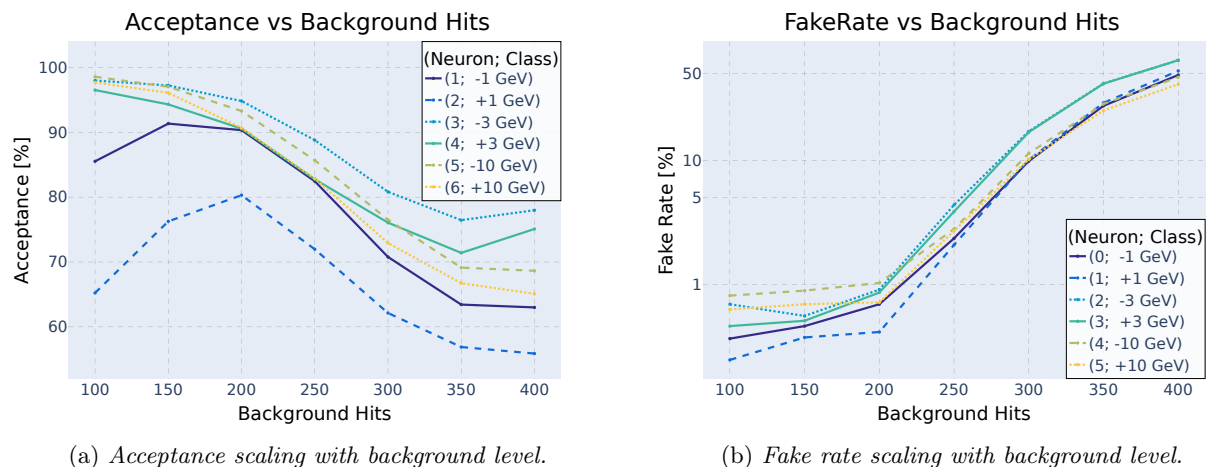 Acceptance vs Background Hits
Acceptance [%]
100
90
80
70
60
(Neuron; Class)
(1; -1 GeV)
(2; +1 GeV)
(3; -3 GeV)
(4; +3 GeV)
(5; -10 GeV)
(6; +10 GeV)
100 150 200 250 300 350 400
Background Hits
(a) Acceptance scaling with background level.
FakeRate vs Background Hits
Fake Rate [%]
50
10
5
1
(Neuron; Class)
(0; -1 GeV)
(1; +1 GeV)
(2; -3 GeV)
(3; +3 GeV)
(4; -10 GeV)
(5; +10 GeV)
100 150 200 250 300 350 400
Background Hits
(b) Fake rate scaling with background level.